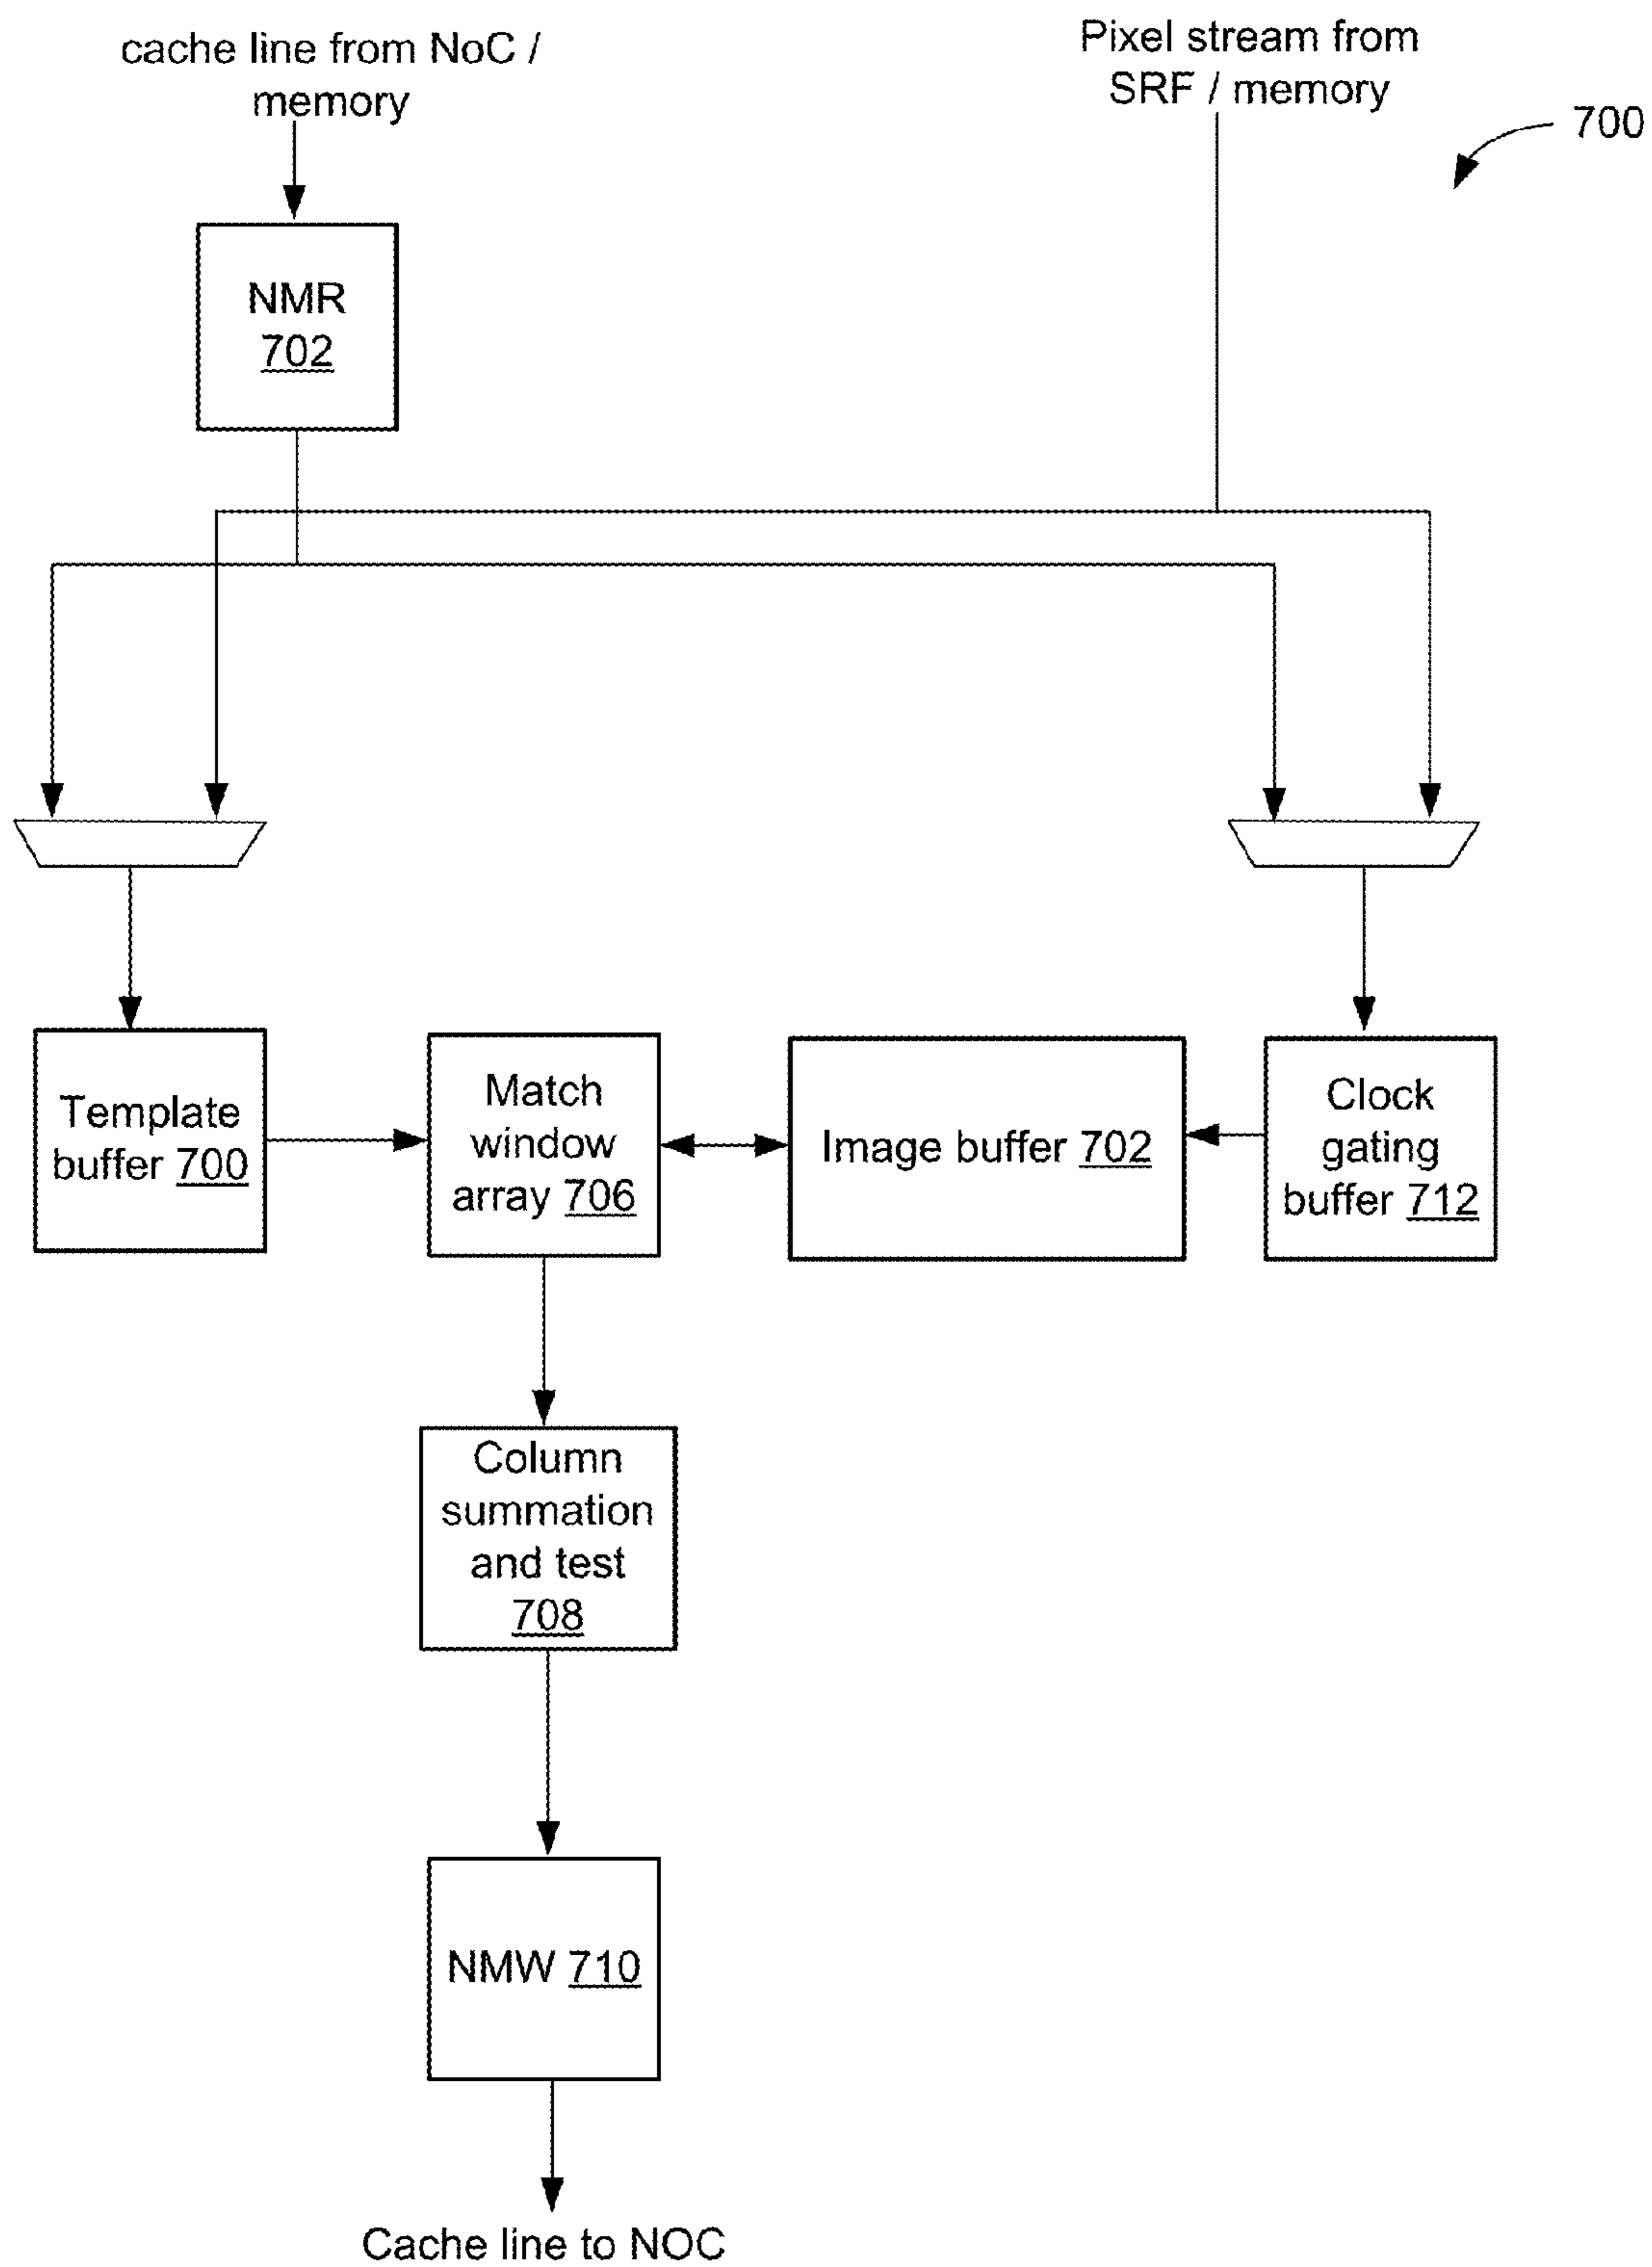 cache line from NoC /
memory
Pixel stream from
SRF / memory
700
NMR
702
Template
buffer 700
Match
window
array 706
Image buffer 702
Clock
gating
buffer 712
Column
summation
and test
708
NMW 710
Cache line to NOC